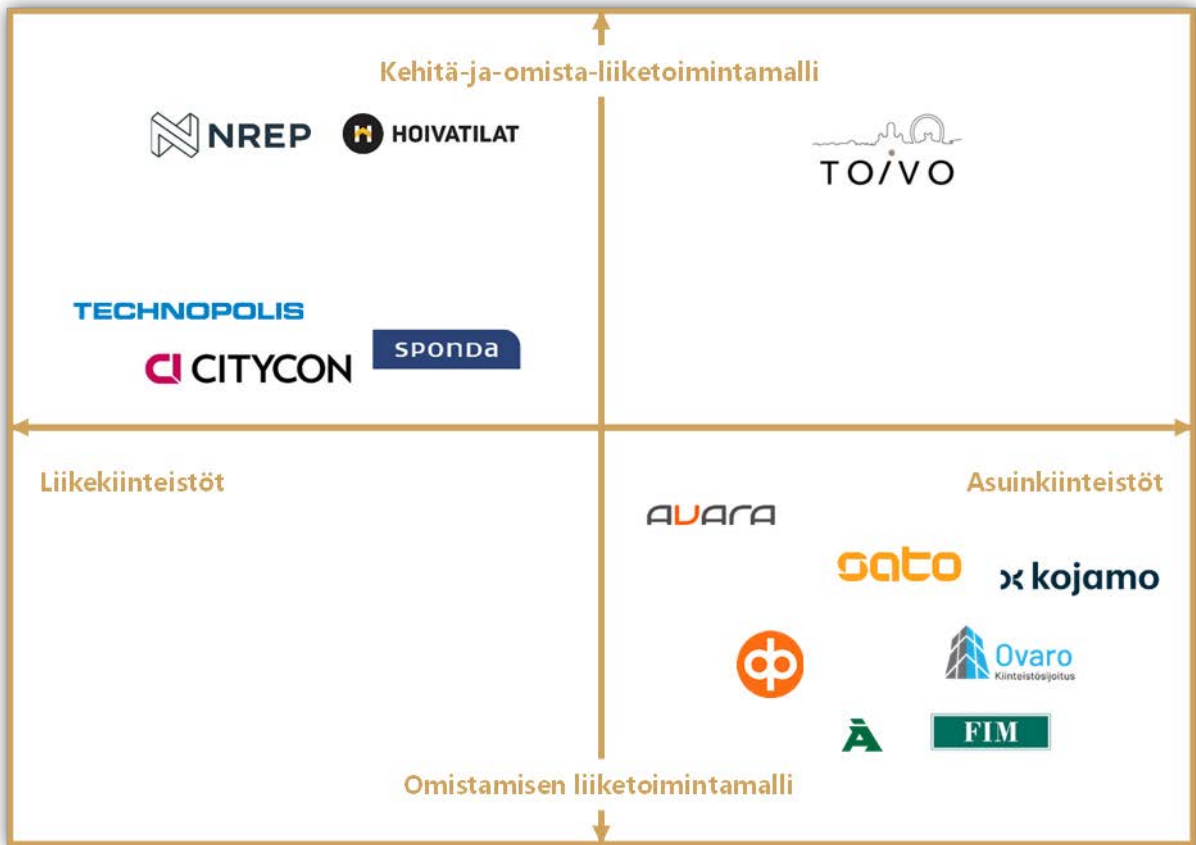 Kehitä-ja-omista-liiketoimintamalli
NREP
HOIVATILAT
TOIVO
TECHNOPOLIS
SPONDA
CITYCON
Liikekiinteistöt
Asuinkiinteistöt
AVARA
sato
kojamo
op
Ovaro
Kiinteistösijoitus
Å
FIM
Omistamisen liiketoimintamalli